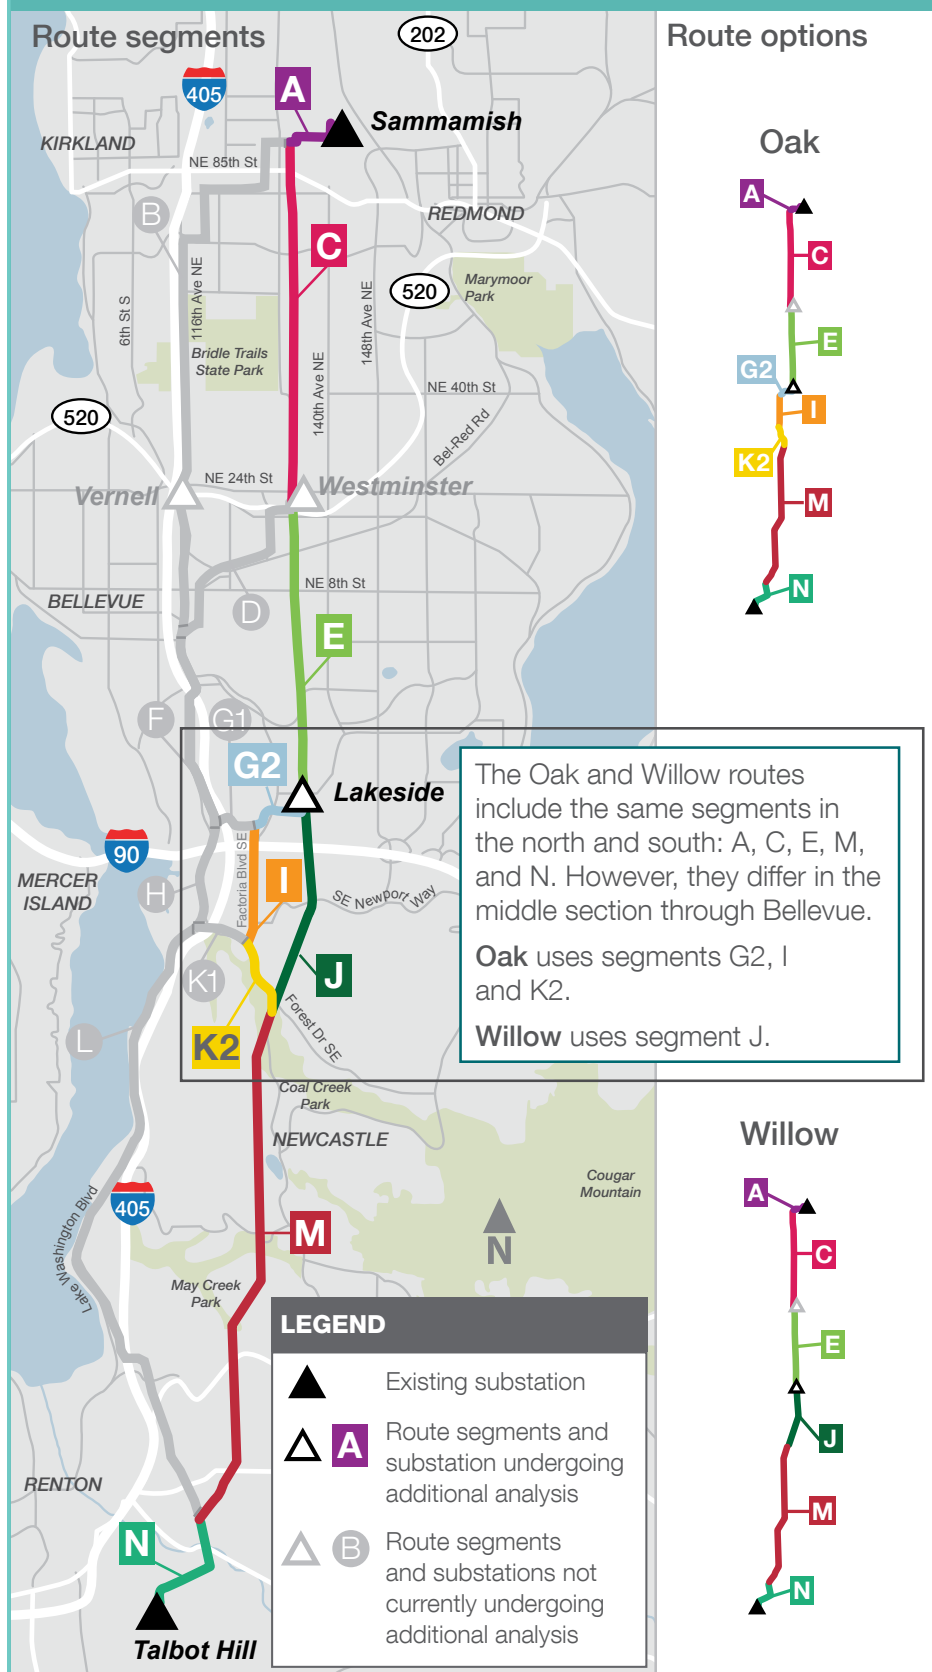 Route segments
Route options
202
405
A
Sammamish
KIRKLAND
NE 85th St
B
REDMOND
C
520
Marymoor
Park
6th St S
116th Ave NE
148th Ave NE
Bridle Trails
State Park
140th Ave NE
NE 40th St
520
Bel-Red Rd
NE 24th St
Vernell
Westminster
NE 8th St
BELLEVUE
D
E
F
G1
G2
Lakeside
90
Factoria Blvd SE
MERCER
ISLAND
H
I
SE Newport Way
K1
J
Forest Dr SE
L
K2
Coal Creek
Park
NEWCASTLE
Cougar
Mountain
405
Lake Washington Blvd
M
N
May Creek
Park
RENTON
N
Talbot Hill
LEGEND
Existing substation
A
Route segments and
substation undergoing
additional analysis
B
Route segments
and substations not
currently undergoing
additional analysis
The Oak and Willow routes
include the same segments in
the north and south: A, C, E, M,
and N. However, they differ in the
middle section through Bellevue.
Oak uses segments G2, I
and K2.
Willow uses segment J.
Oak
A
C
E
G2
I
K2
M
N
Willow
A
C
E
J
M
N